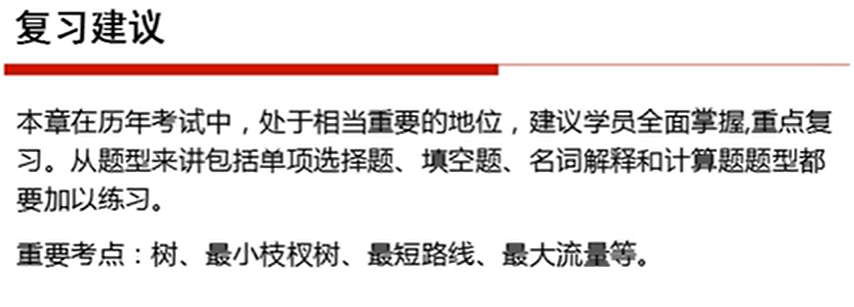 复习建议
本章在历年考试中，处于相当重要的地位，建议学员全面掌握,重点复
习。从题型来讲包括单项选择题、填空题、名词解释和计算题题型都
要加以练习。
重要考点：树、最小枝杈树、最短路线、最大流量等。